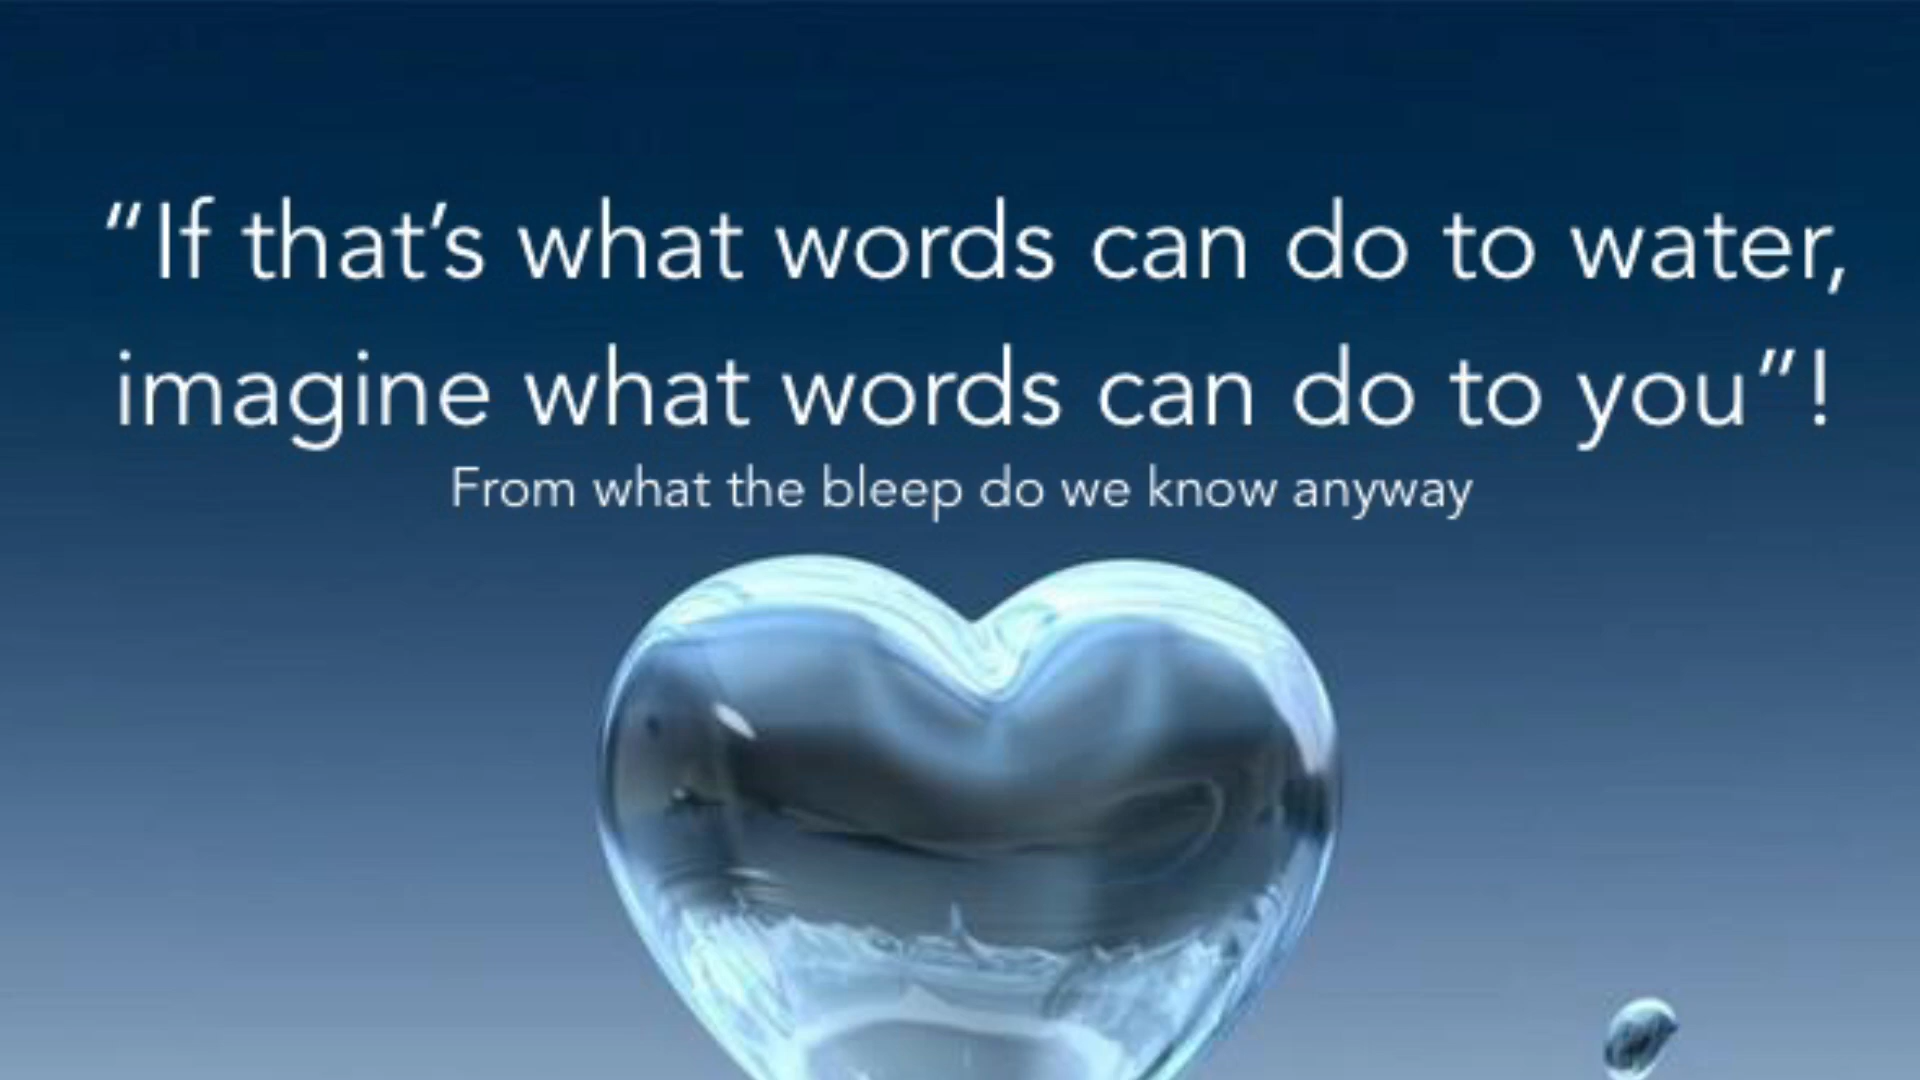 “If that’s what words can do to water,
imagine what words can do to you”!
From what the bleep do we know anyway